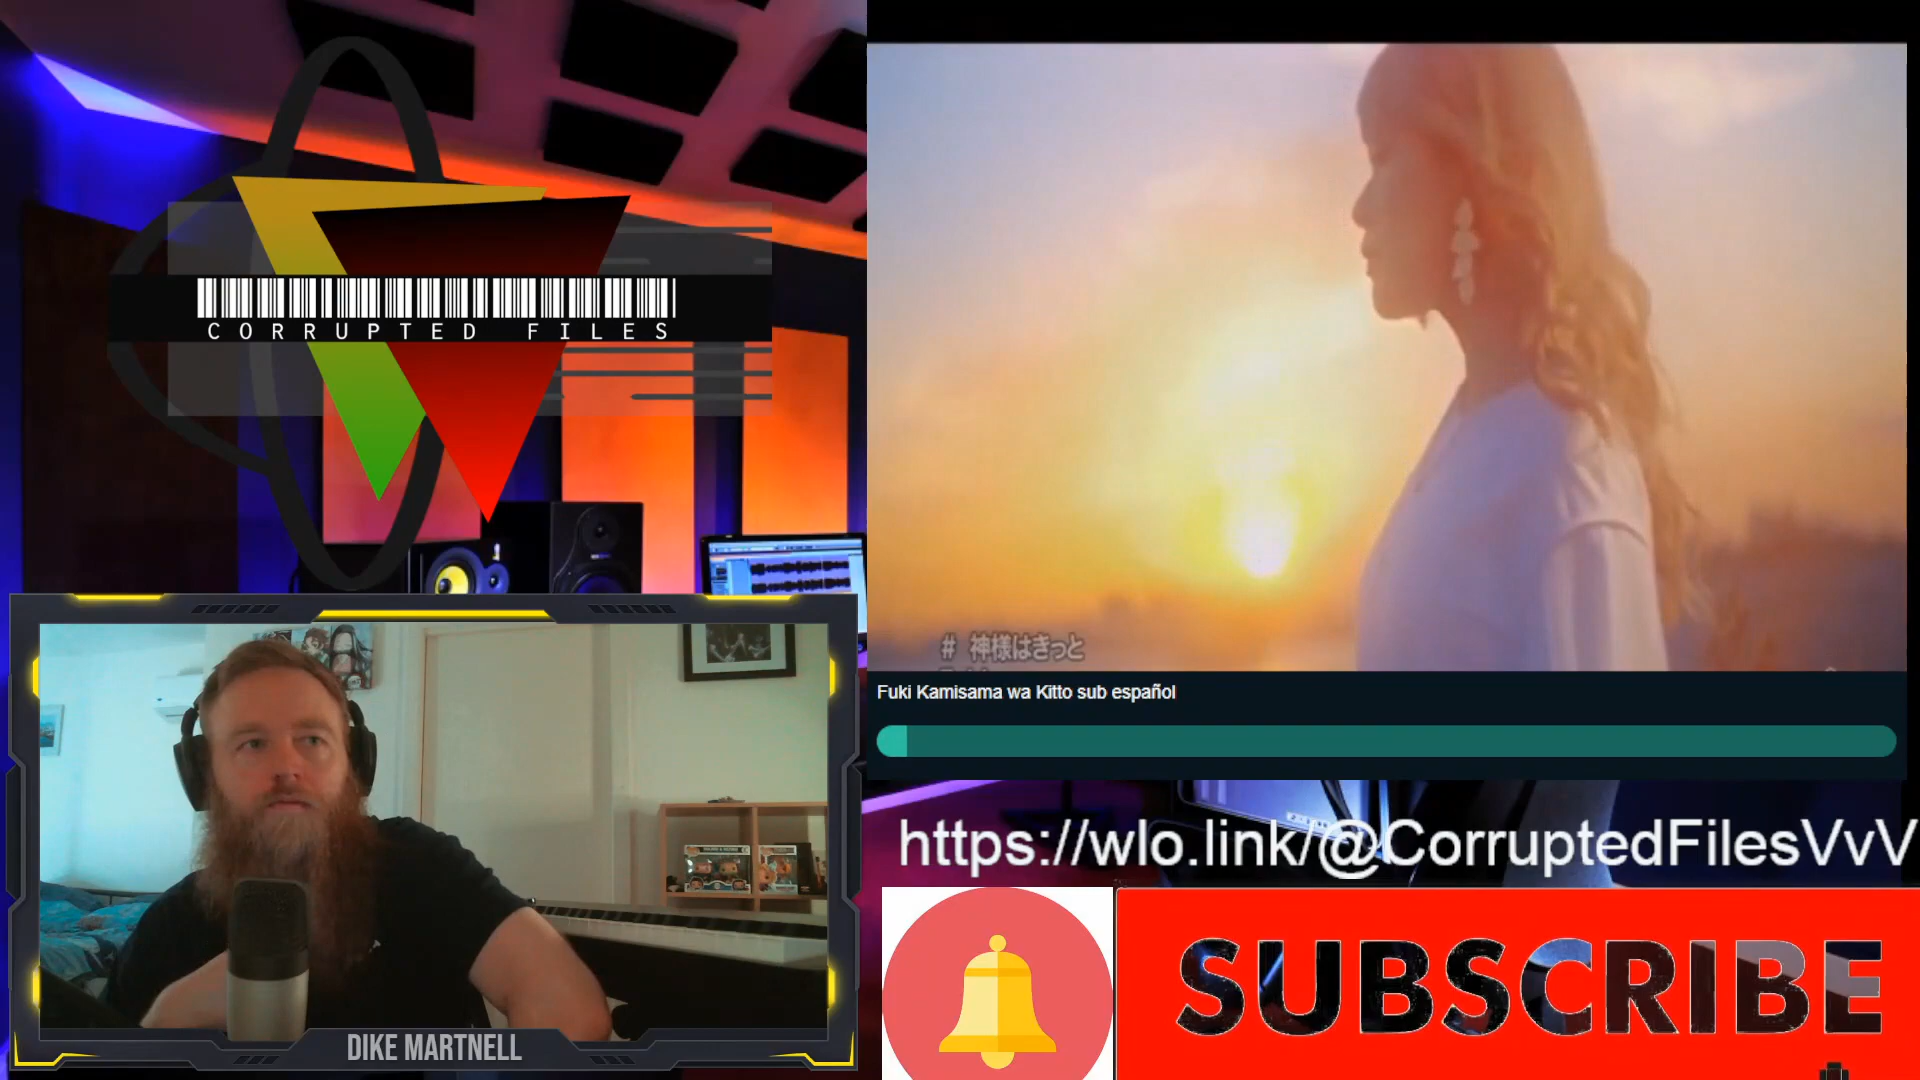 CORRUPTED FILES
# 神様はきっと
Fuki Kamisama wa Kitto sub español
https://wlo.link/@CorruptedFilesVvV
SUBSCRIBE
DIKE MARTNELL